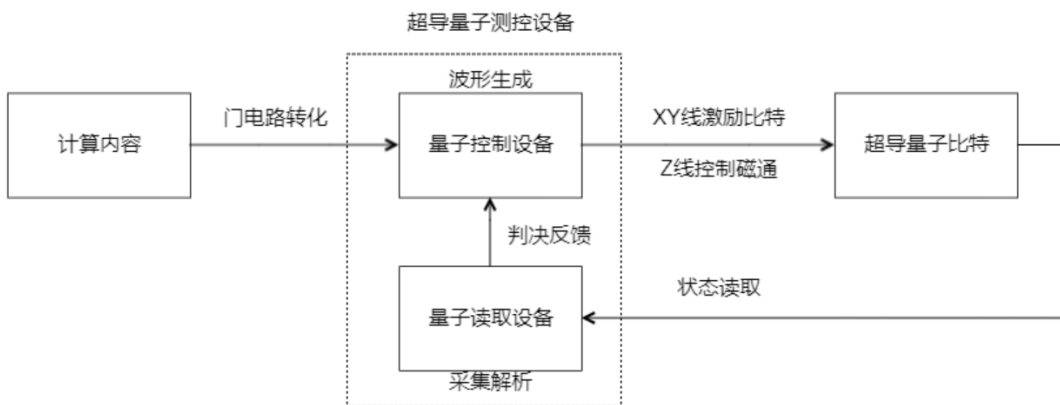 超导量子测控设备
波形生成
计算内容
门电路转化
量子控制设备
XY线激励比特
Z线控制磁通
超导量子比特
判决反馈
量子读取设备
状态读取
采集解析